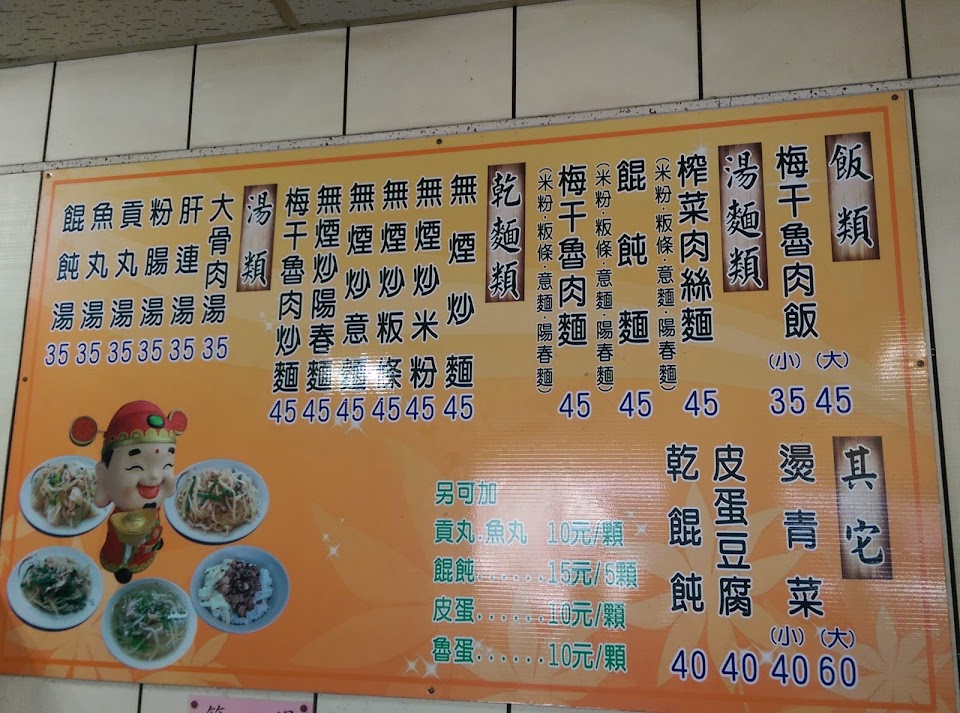 飯類
梅干魯肉飯
(小) (大)
35 45
湯麵類
榨菜肉絲麵
(米粉·粄條·意麵·陽春麵)
45
餛飩麵
(米粉·粄條·意麵·陽春麵)
45
梅干魯肉麵
(米粉·粄條·意麵·陽春麵)
45
乾麵類
無煙炒麵
45
無煙炒米粉
45
無煙炒粄條
45
無煙炒意麵
45
無煙炒陽春麵
45
梅干魯肉炒麵
45
湯類
大骨肉湯
35
肝連湯
35
粉腸湯
35
貢丸湯
35
魚丸湯
35
餛飩湯
35
其它
燙青菜
(小) (大)
40 60
皮蛋豆腐
40
乾餛飩
40
另可加
貢丸.魚丸 10元/顆
餛飩......15元/5顆
皮蛋......10元/顆
魯蛋......10元/顆